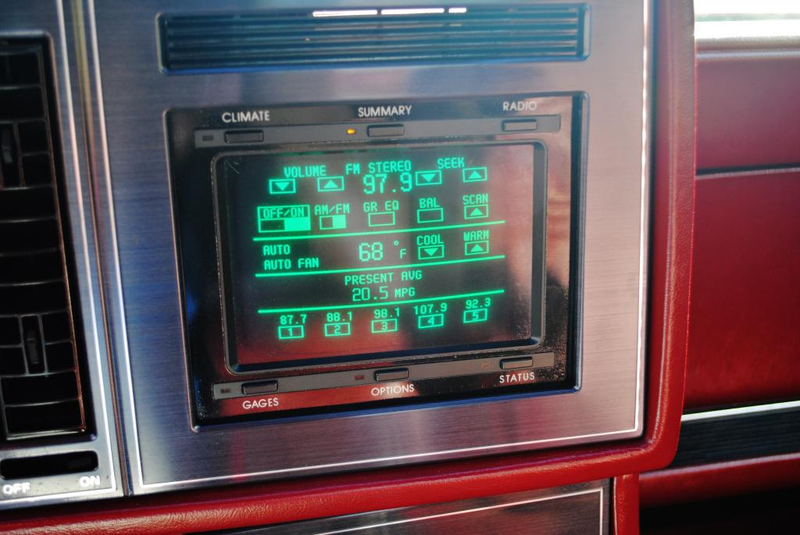 CLIMATE SUMMARY RADIO
VOLUME FM STEREO SEEK
97.9
OFF/ON AM/FM GR EQ BAL SCAN
AUTO 68 °F COOL WARM
AUTO FAN
PRESENT AVG
20.5 MPG
87.7 88.1 98.1 107.9 92.3
1 2 3 4 5
GAGES OPTIONS STATUS
OFF ON